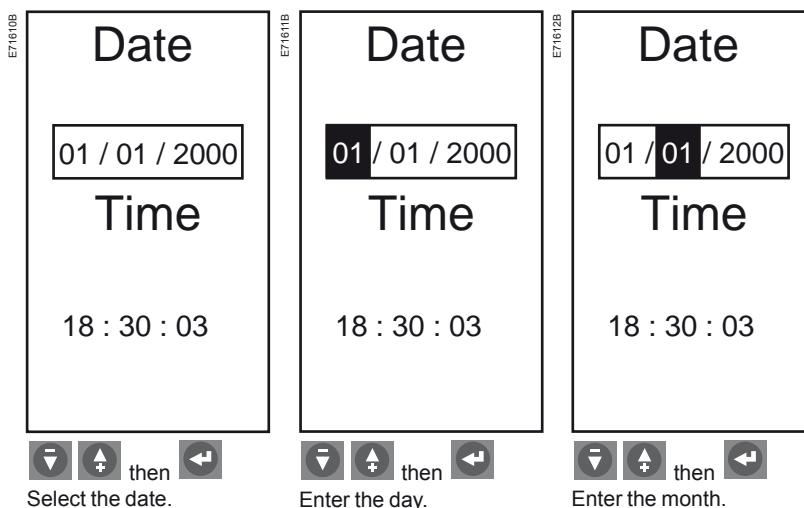 E71610B
Date
01 / 01 / 2000
Time
18 : 30 : 03
then
Select the date.
E71611B
Date
01 / 01 / 2000
Time
18 : 30 : 03
then
Enter the day.
E71612B
Date
01 / 01 / 2000
Time
18 : 30 : 03
then
Enter the month.